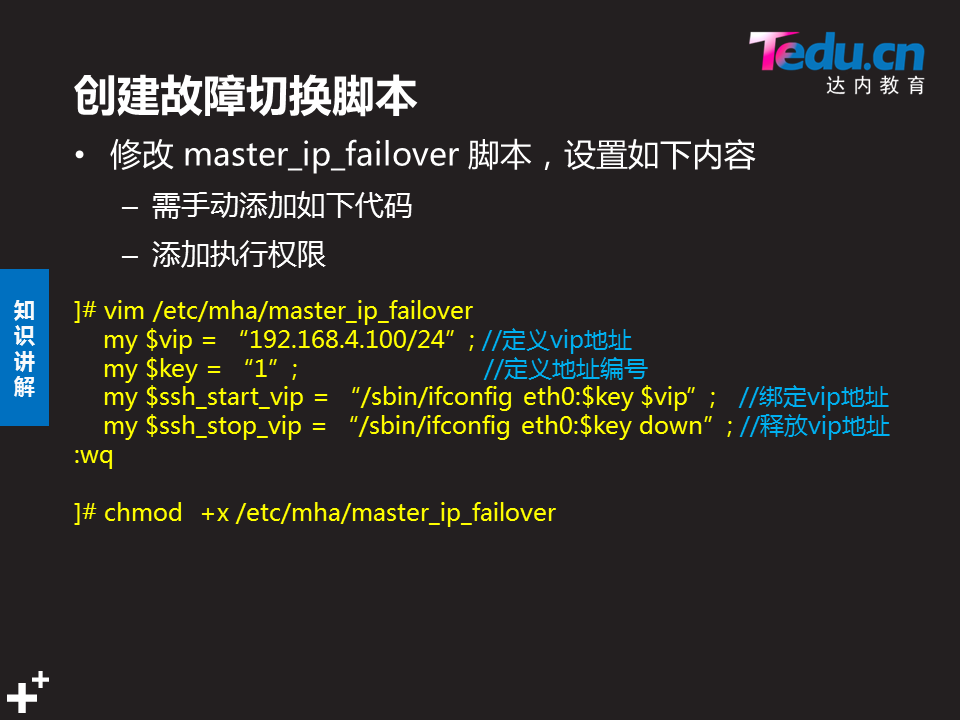 Tedu.cn
达内教育
创建故障切换脚本
• 修改 master_ip_failover 脚本，设置如下内容
– 需手动添加如下代码
– 添加执行权限
知识讲解
]# vim /etc/mha/master_ip_failover
my $vip = “192.168.4.100/24”; //定义vip地址
my $key = “1”; //定义地址编号
my $ssh_start_vip = “/sbin/ifconfig eth0:$key $vip”; //绑定vip地址
my $ssh_stop_vip = “/sbin/ifconfig eth0:$key down”; //释放vip地址
:wq
]# chmod +x /etc/mha/master_ip_failover